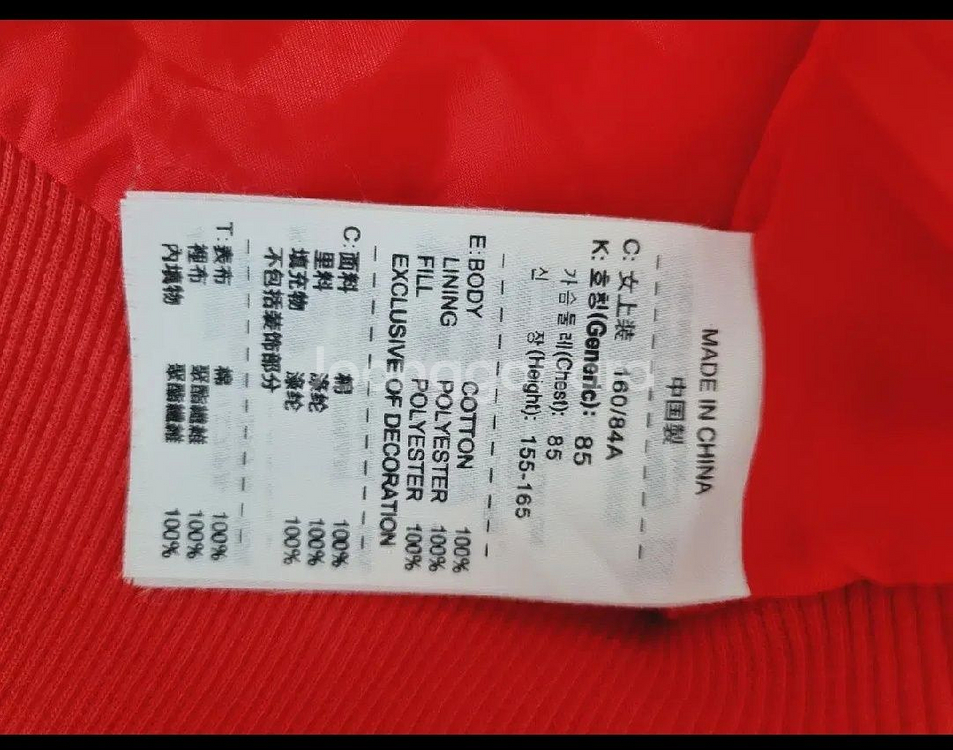 MADE IN CHINA
中国製
C: 女上装 160/84A
K: 호칭(Generic): 85
가슴둘레(Chest): 85
신 장(Height): 155-165
E: BODY COTTON 100%
LINING POLYESTER 100%
FILL POLYESTER 100%
EXCLUSIVE OF DECORATION
C: 面料 棉 100%
里料 涤纶 100%
填充物 涤纶 100%
不包括装饰部分
T: 表布 棉 100%
裡布 聚酯纖維 100%
內填物 聚酯纖維 100%